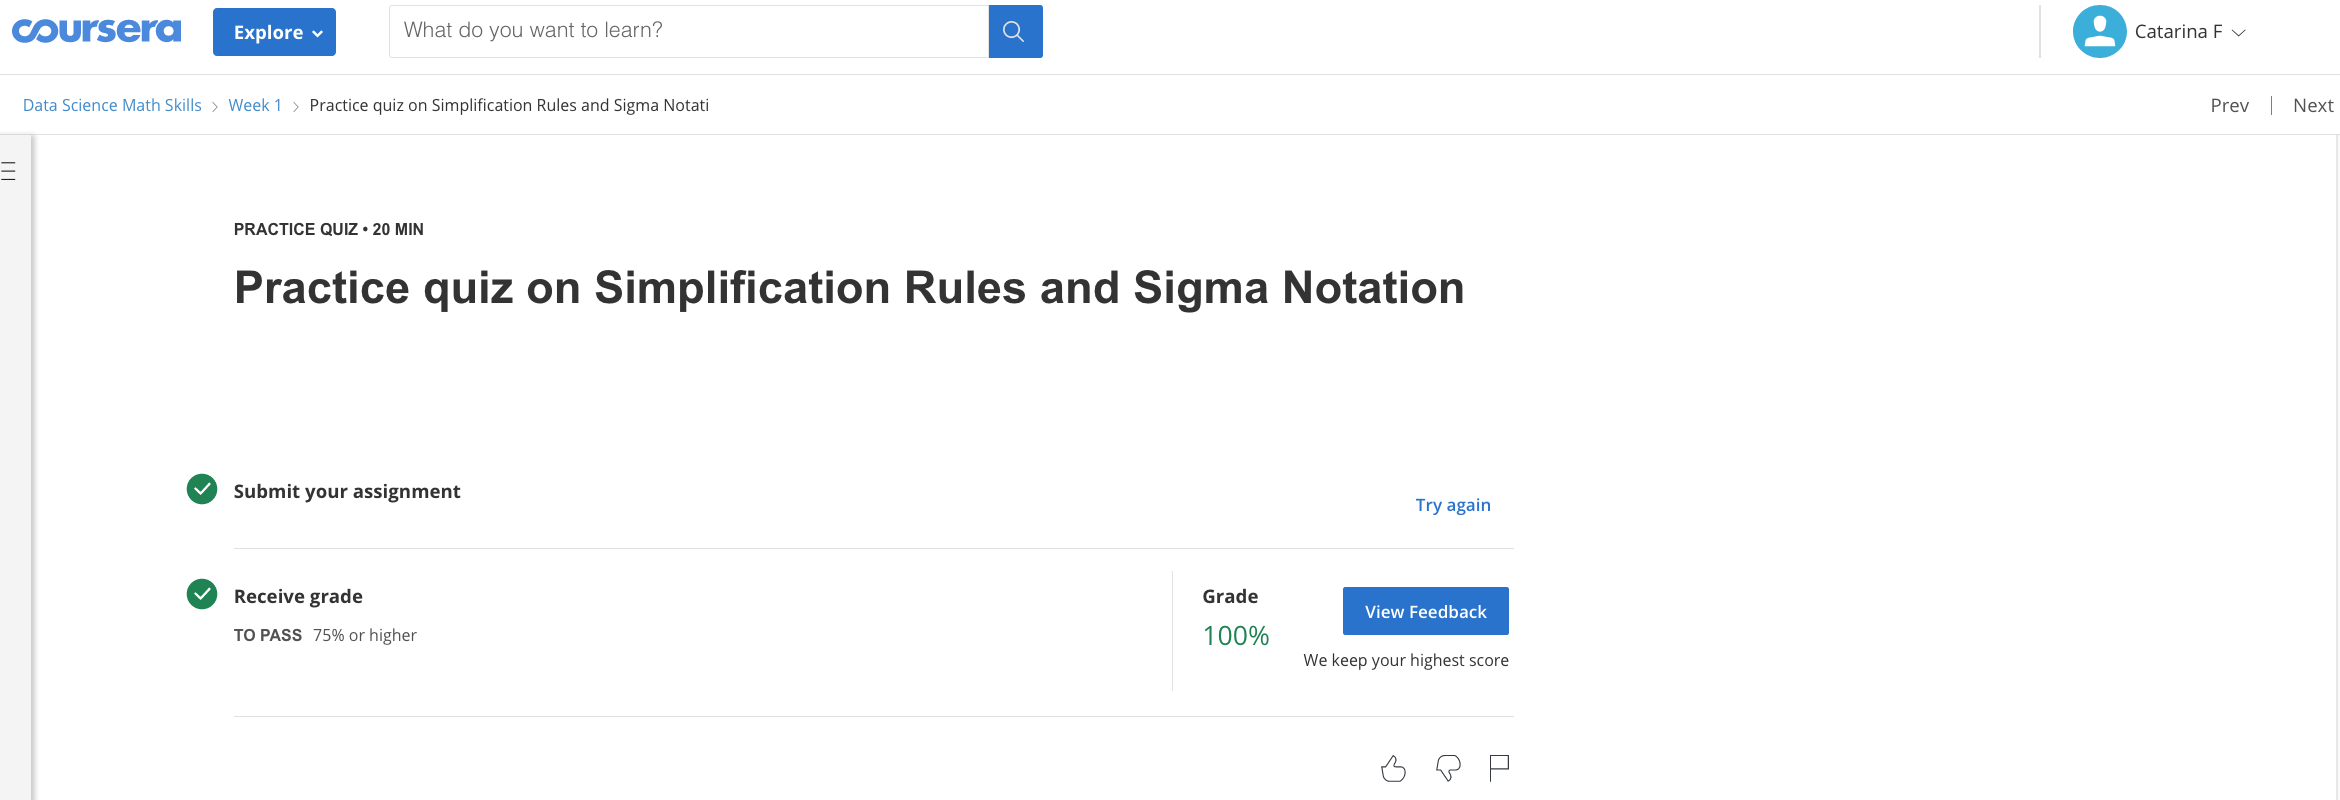 coursera Explore What do you want to learn? Catarina F
Data Science Math Skills Week 1 Practice quiz on Simplification Rules and Sigma Notati Prev Next
PRACTICE QUIZ • 20 MIN
Practice quiz on Simplification Rules and Sigma Notation
Submit your assignment
Try again
Receive grade
TO PASS 75% or higher
Grade
100%
View Feedback
We keep your highest score